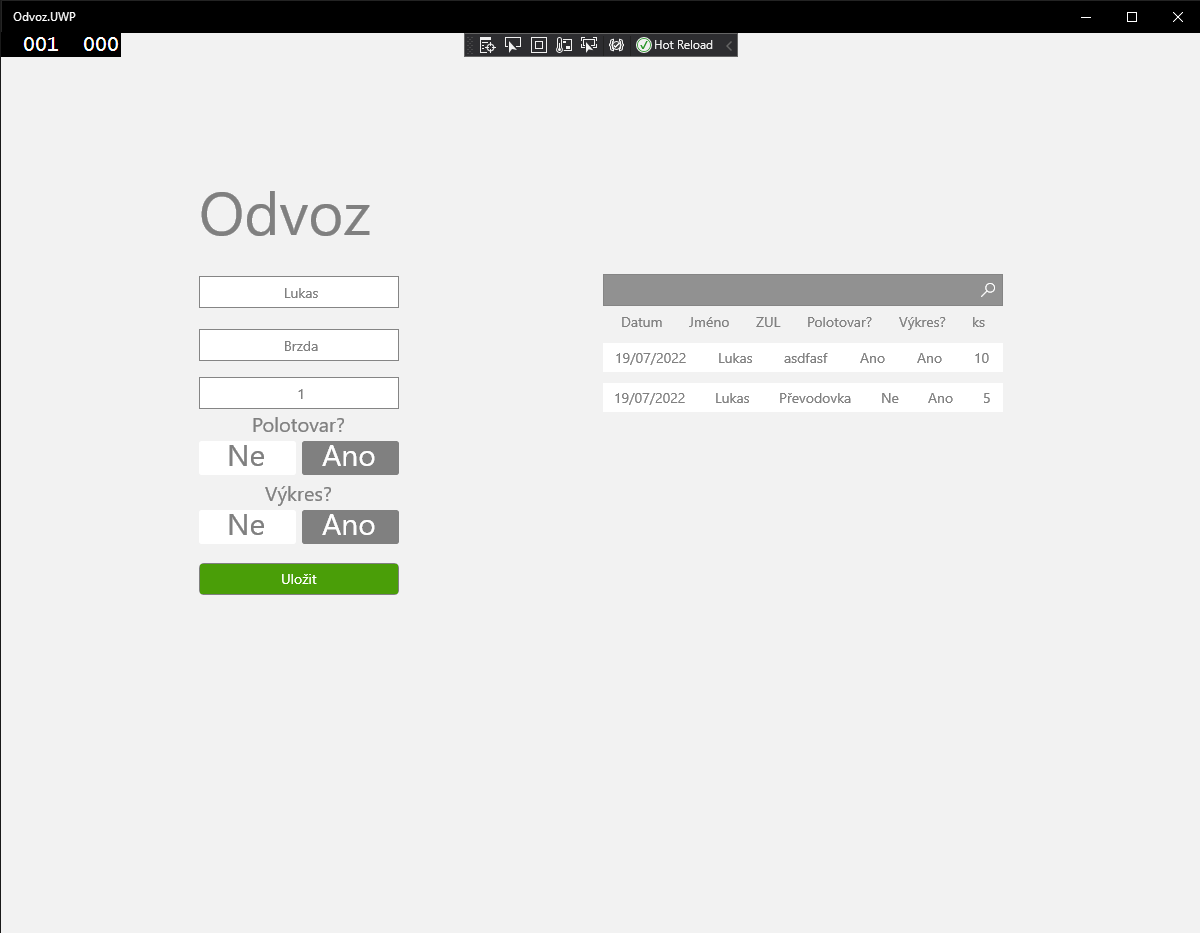 Odvoz.UWP
001 000
Hot Reload
Odvoz
Lukas
Brzda
1
Polotovar?
Ne Ano
Výkres?
Ne Ano
Uložit
Datum Jméno ZUL Polotovar? Výkres? ks
19/07/2022 Lukas asdfasf Ano Ano 10
19/07/2022 Lukas Převodovka Ne Ano 5